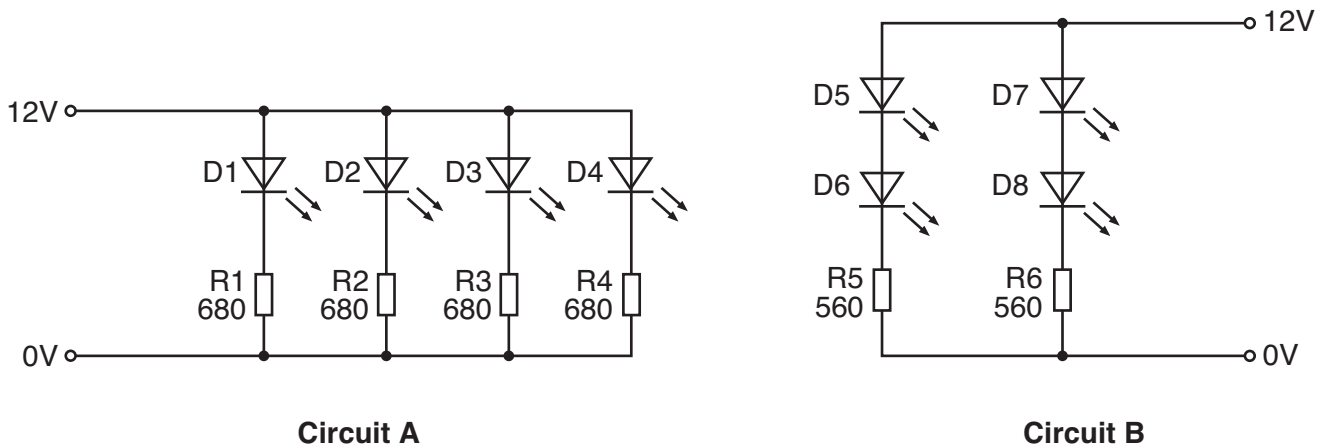 12V
D1 D2 D3 D4
R1 R2 R3 R4
680 680 680 680
0V
Circuit A
12V
D5 D7
D6 D8
R5 R6
560 560
0V
Circuit B